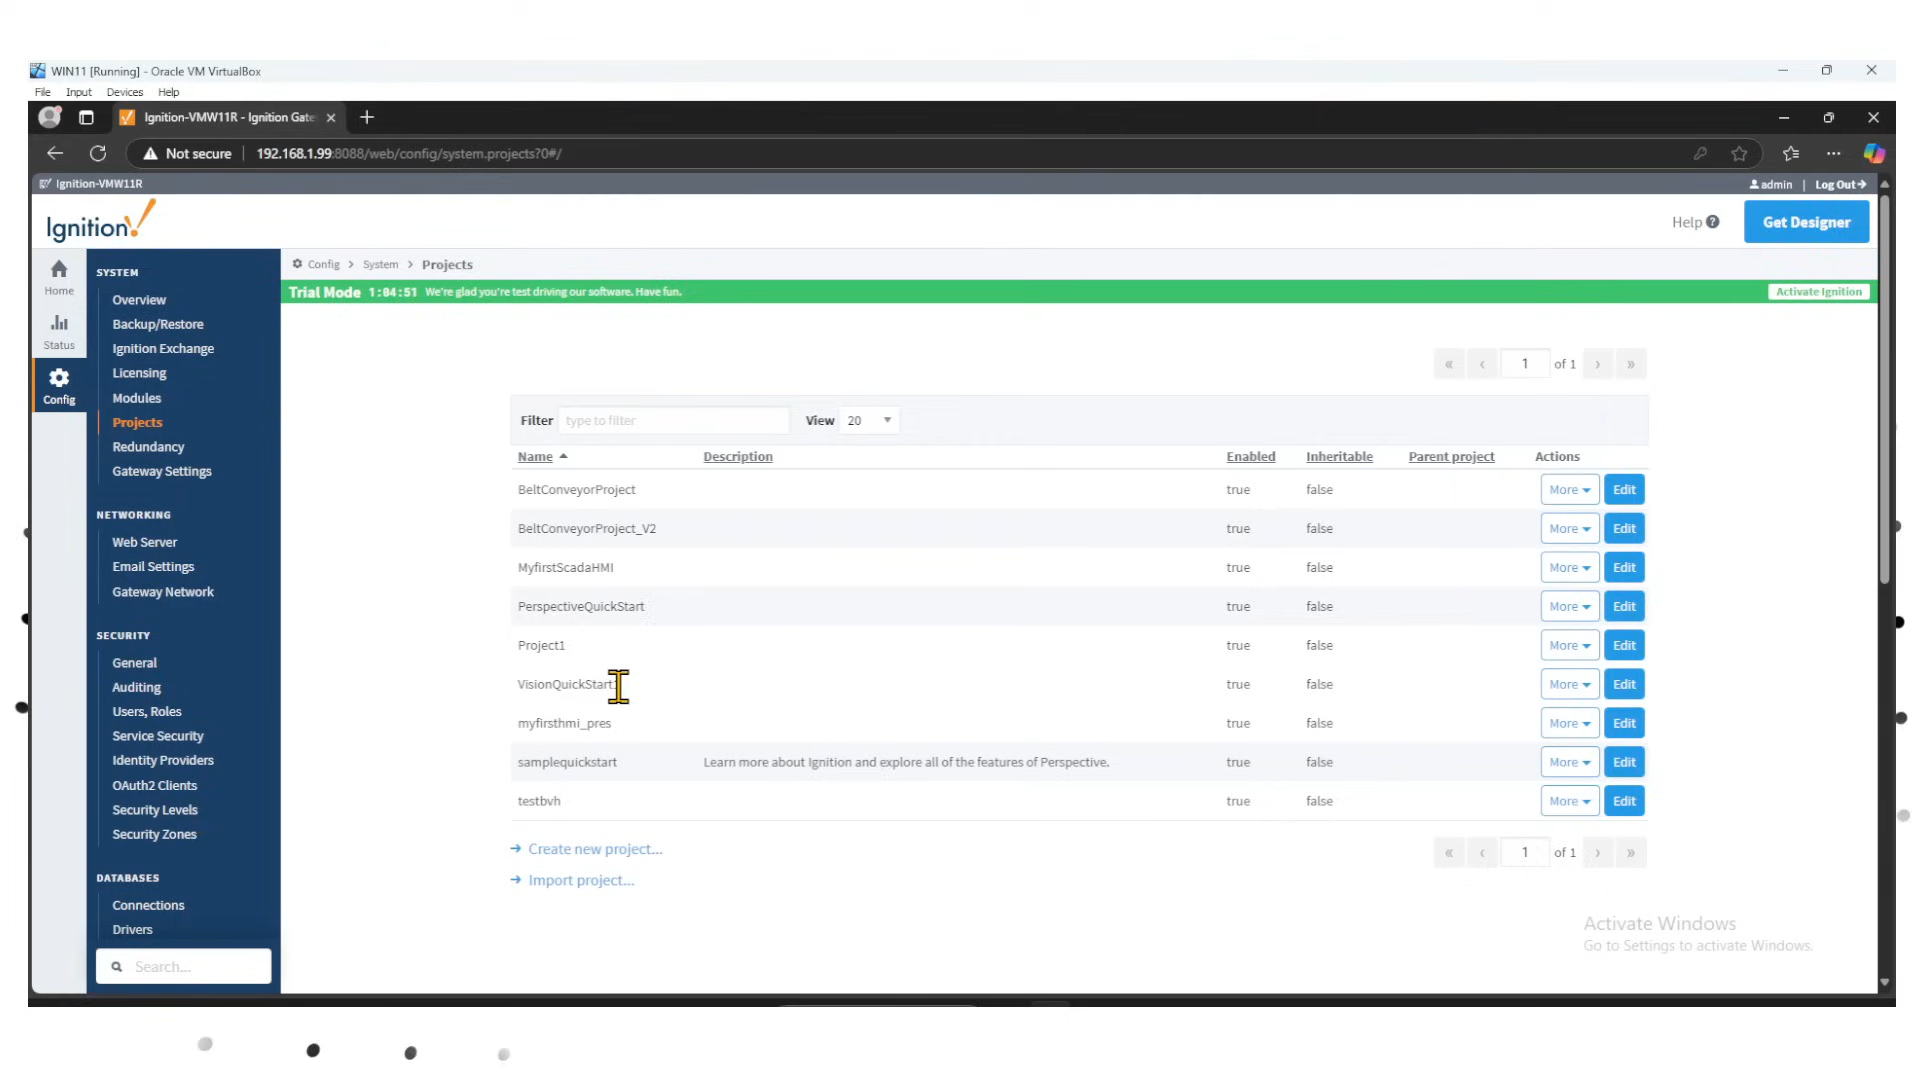 WIN11 [Running] - Oracle VM VirtualBox
File Input Devices Help
Ignition-VMW11R - Ignition Gate
Not secure 192.168.1.99:8088/web/config/system.projects?0#/
Ignition-VMW11R admin | Log Out
Ignition! Help Get Designer
Home
Status
Config
SYSTEM
Overview
Backup/Restore
Ignition Exchange
Licensing
Modules
Projects
Redundancy
Gateway Settings
NETWORKING
Web Server
Email Settings
Gateway Network
SECURITY
General
Auditing
Users, Roles
Service Security
Identity Providers
OAuth2 Clients
Security Levels
Security Zones
DATABASES
Connections
Drivers
Search...
Config > System > Projects
Trial Mode 1:04:51 We're glad you're test driving our software. Have fun. Activate Ignition
« ‹ 1 of 1 › »
Filter type to filter View 20
Name Description Enabled Inheritable Parent project Actions
BeltConveyorProject true false More Edit
BeltConveyorProject_V2 true false More Edit
MyfirstScadaHMI true false More Edit
PerspectiveQuickStart true false More Edit
Project1 true false More Edit
VisionQuickStart true false More Edit
myfirsthmi_pres true false More Edit
samplequickstart Learn more about Ignition and explore all of the features of Perspective. true false More Edit
testbvh true false More Edit
Create new project...
Import project...
« ‹ 1 of 1 › »
Activate Windows
Go to Settings to activate Windows.